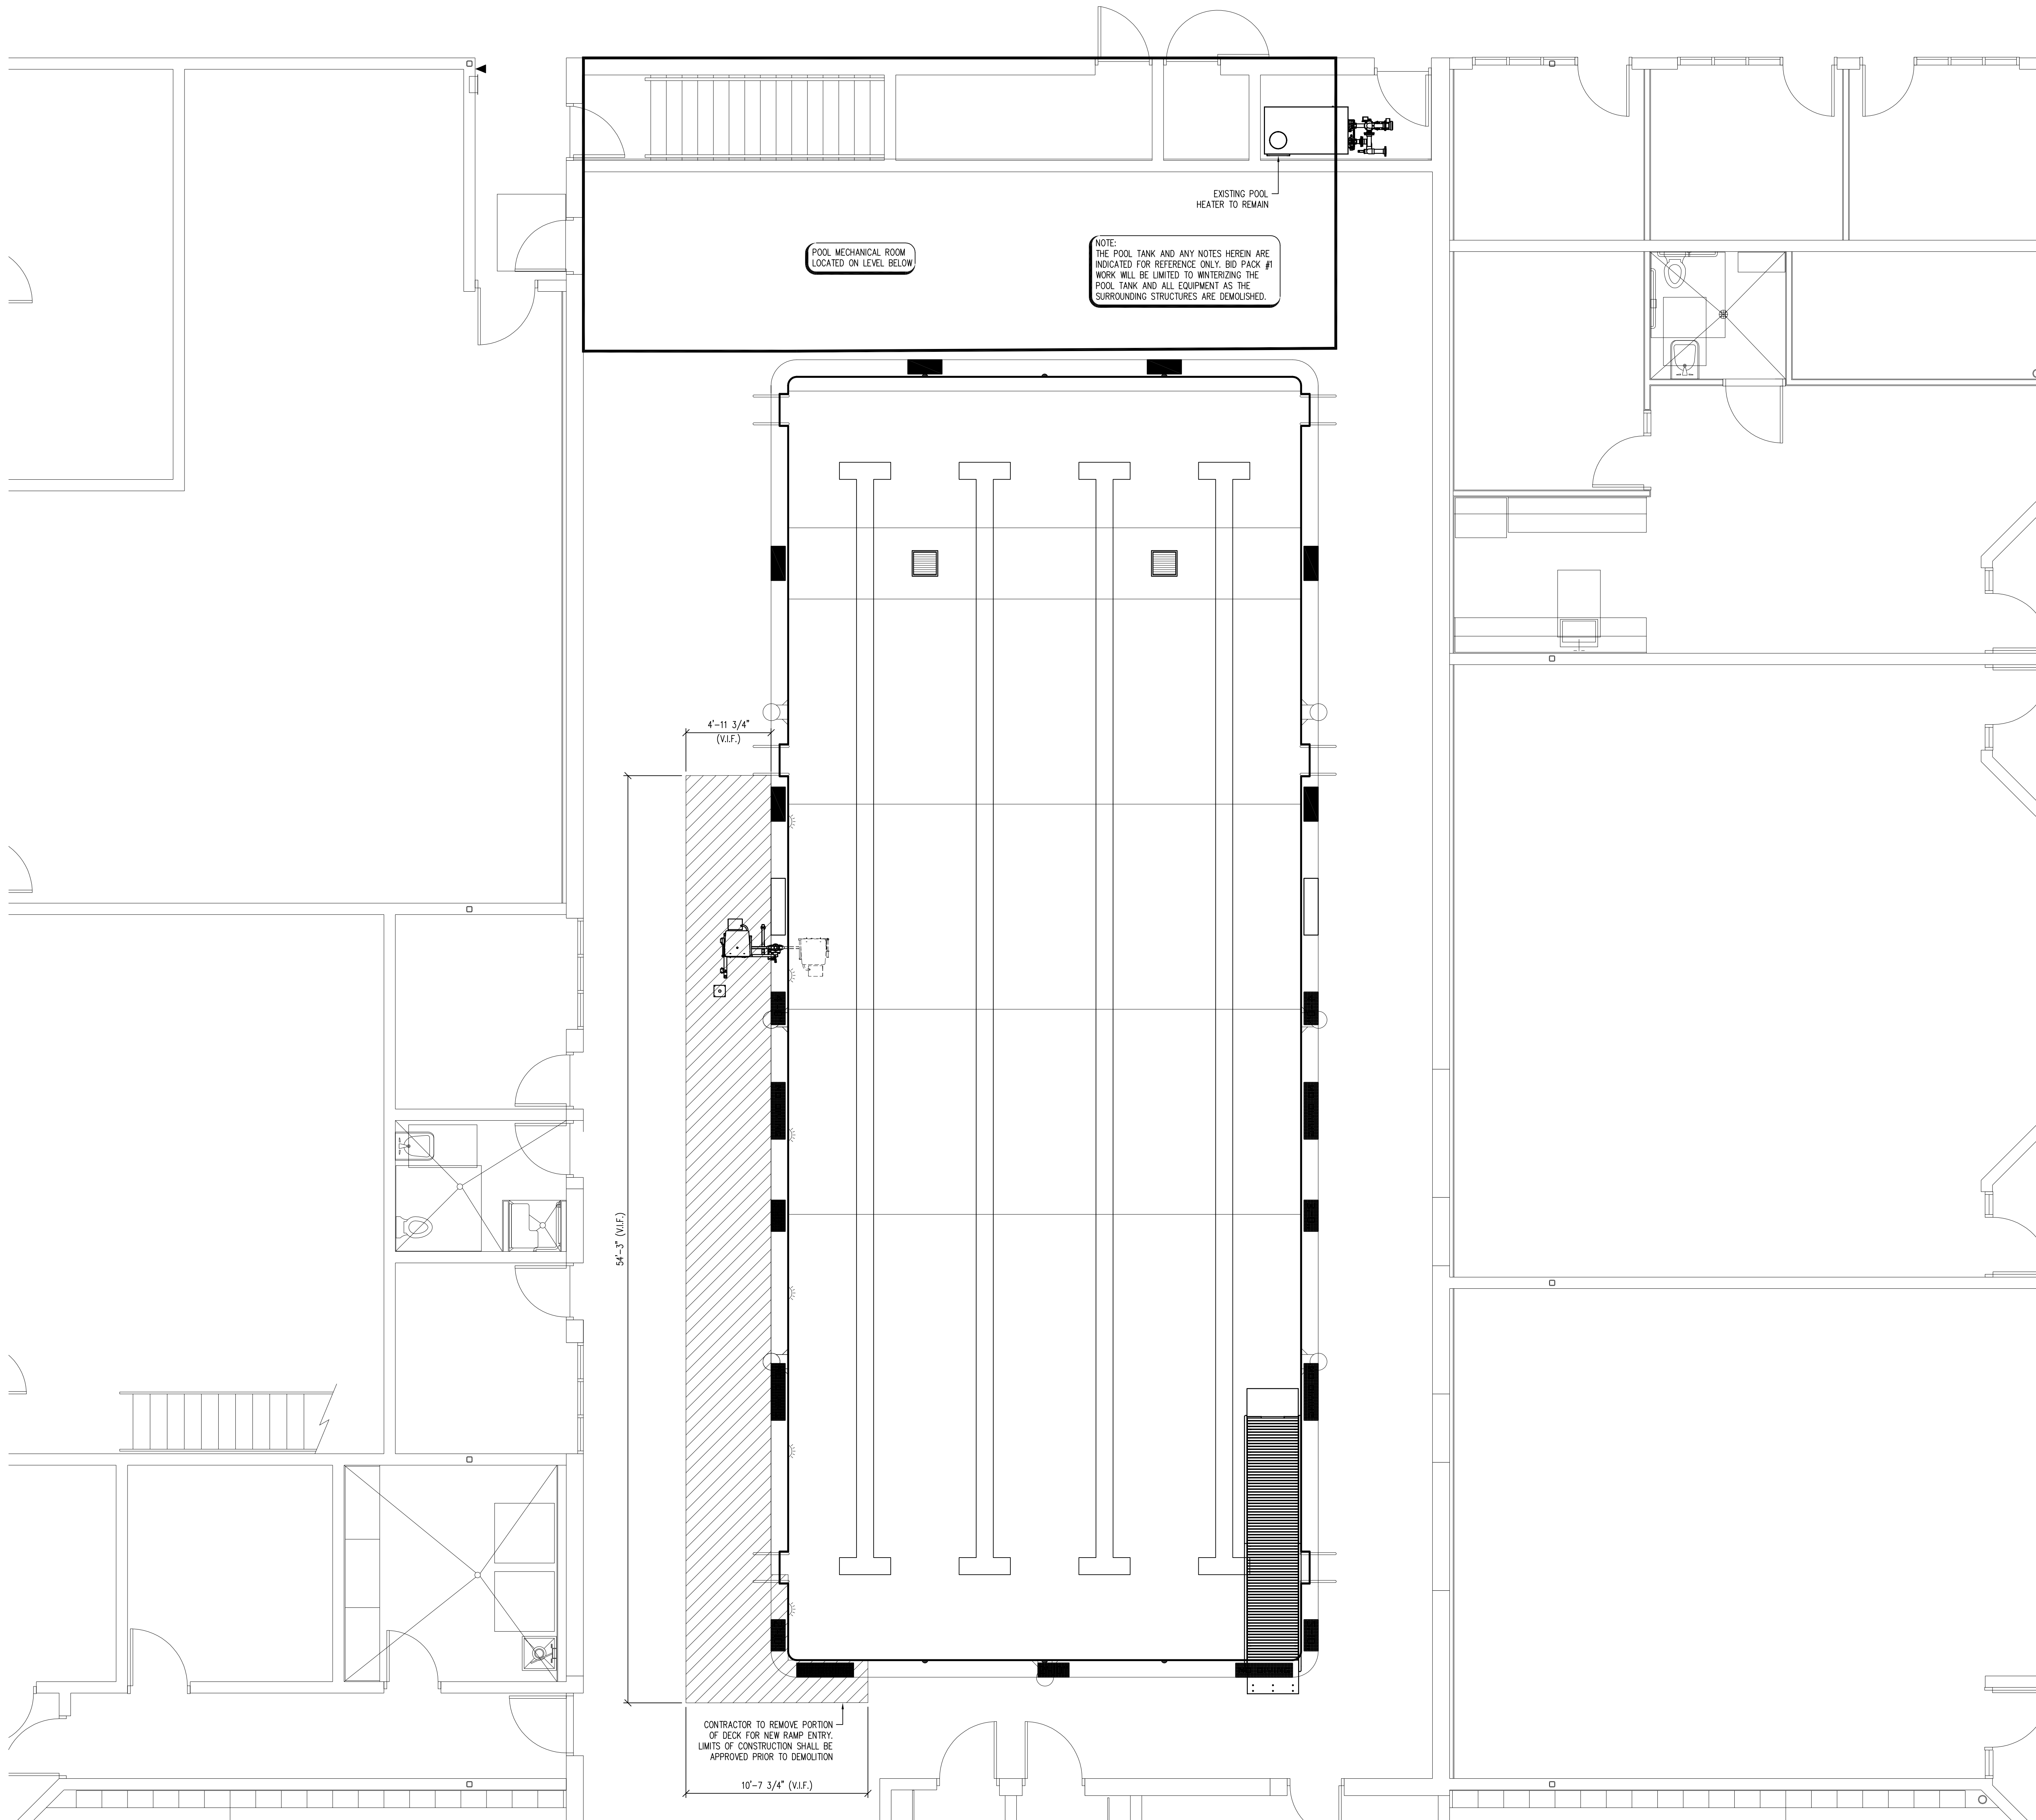 EXISTING POOL
HEATER TO REMAIN
POOL MECHANICAL ROOM
LOCATED ON LEVEL BELOW
NOTE:
THE POOL TANK AND ANY NOTES HEREIN ARE
INDICATED FOR REFERENCE ONLY. BID PACK #1
WORK WILL BE LIMITED TO WINTERIZING THE
POOL TANK AND ALL EQUIPMENT AS THE
SURROUNDING STRUCTURES ARE DEMOLISHED.
4'-11 3/4"
(V.I.F.)
54'-3" (V.I.F.)
CONTRACTOR TO REMOVE PORTION
OF DECK FOR NEW RAMP ENTRY.
LIMITS OF CONSTRUCTION SHALL BE
APPROVED PRIOR TO DEMOLITION
10'-7 3/4" (V.I.F.)